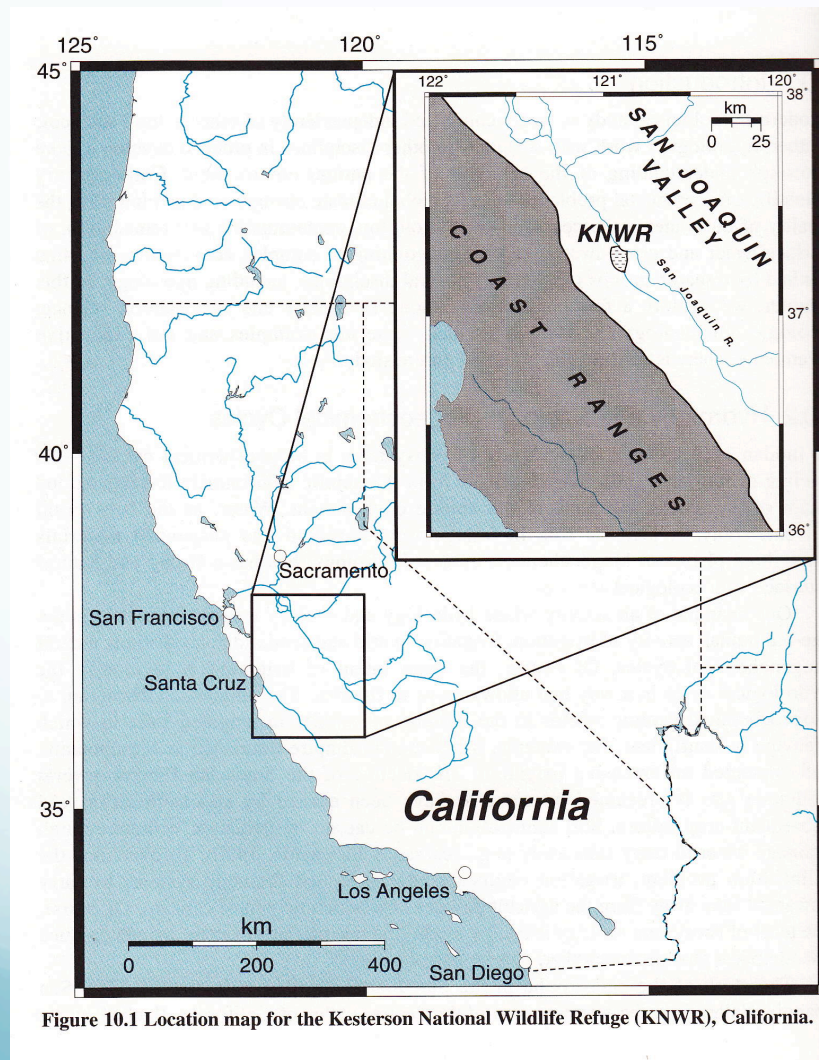 125°
120°
115°
45°
40°
35°
122°
121°
120°
38°
37°
36°
km
0 25
SAN JOAQUIN
VALLEY
KNWR
San Joaquin R.
COAST RANGES
Sacramento
San Francisco
Santa Cruz
California
Los Angeles
km
0 200 400
San Diego
Figure 10.1 Location map for the Kesterson National Wildlife Refuge (KNWR), California.